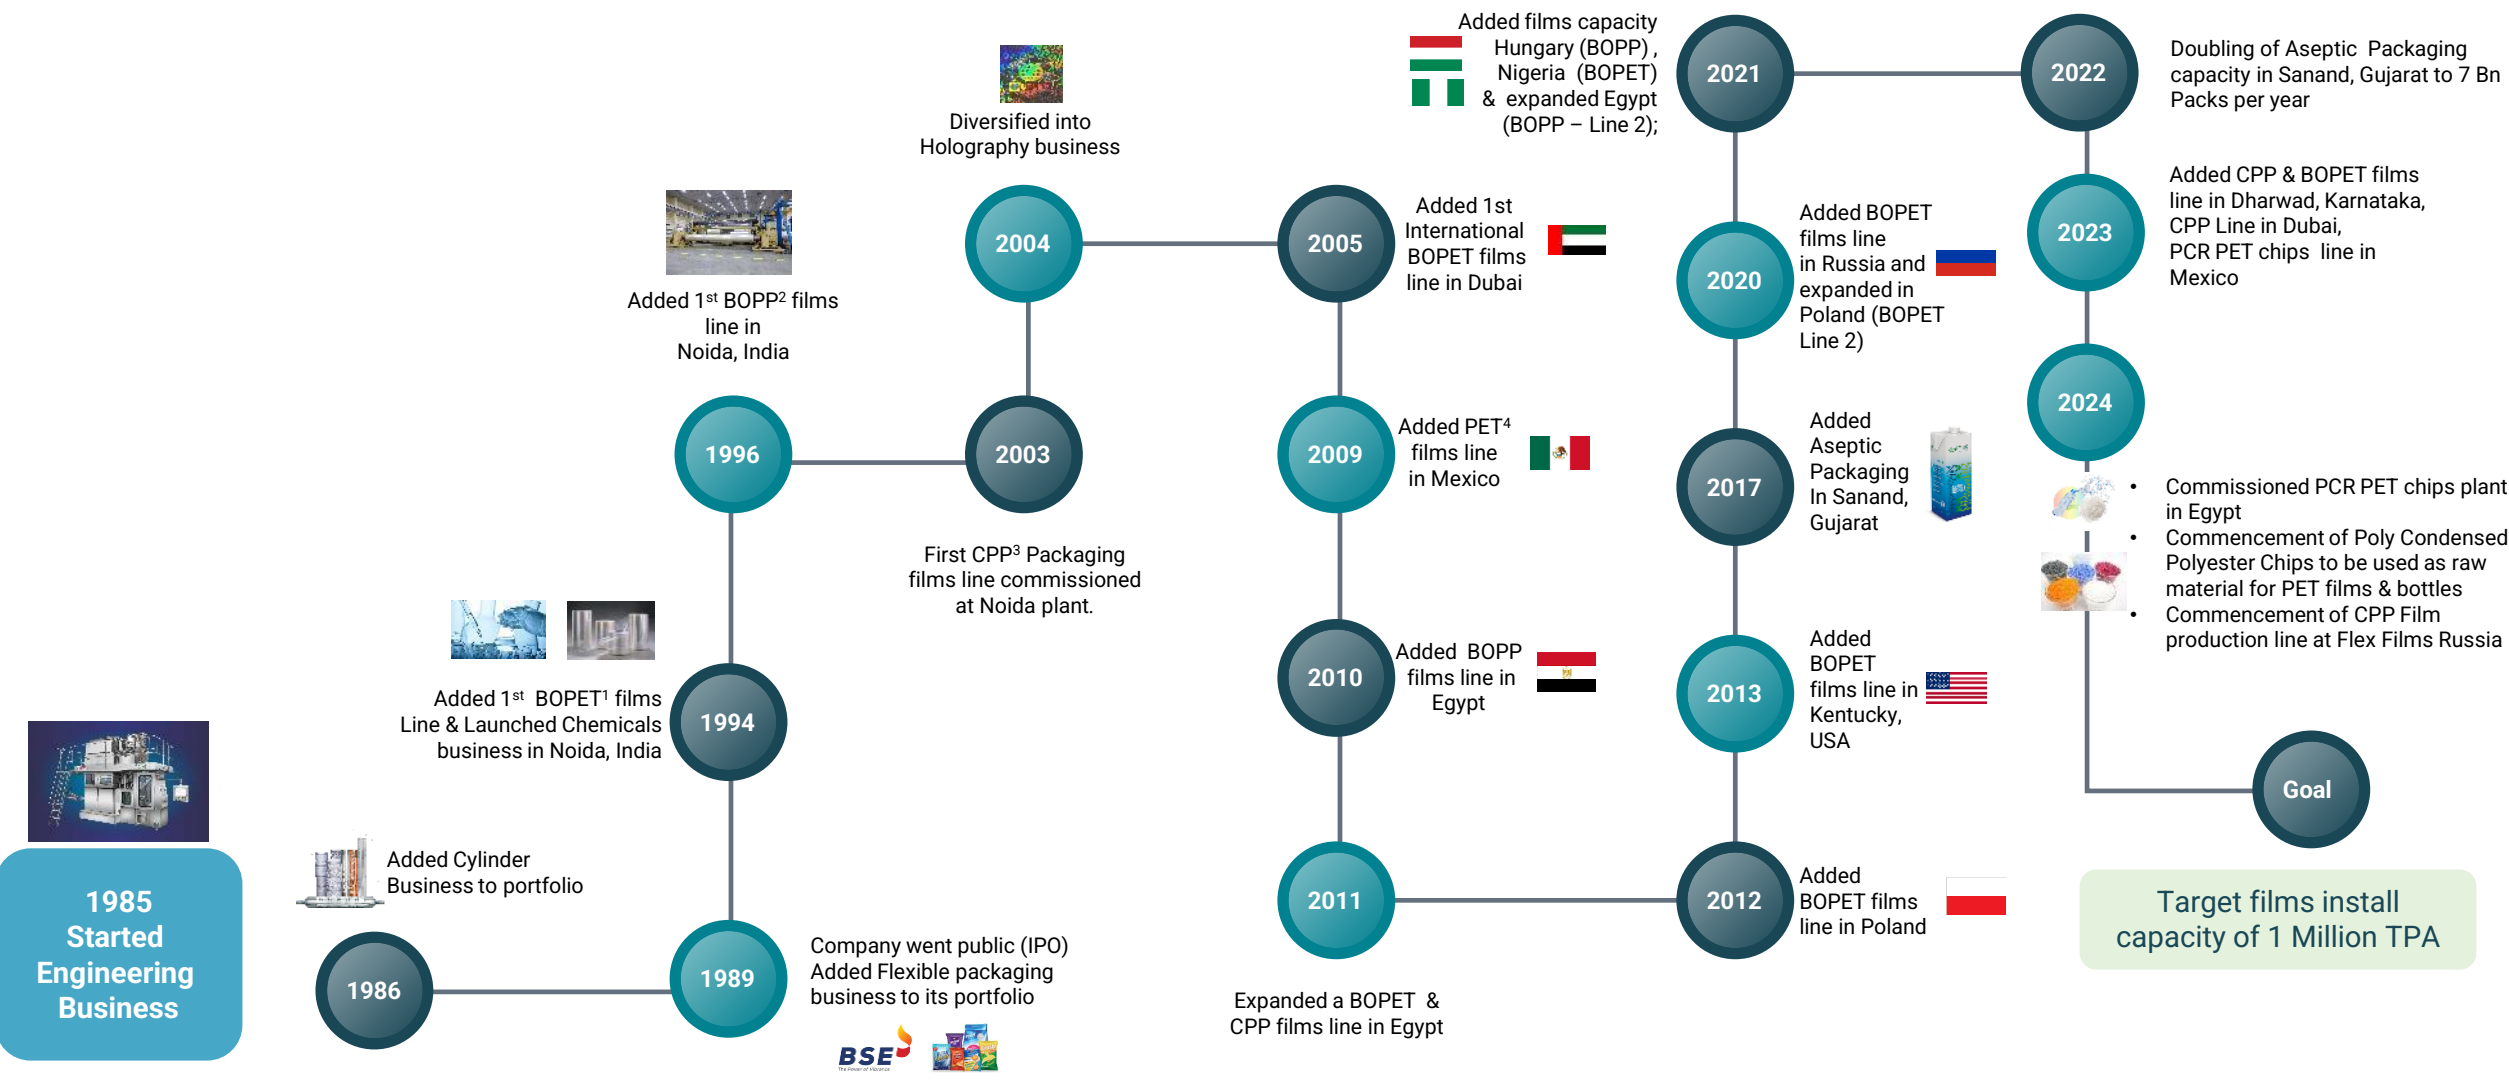 1985
Started
Engineering
Business
1986
Added Cylinder
Business to portfolio
1989
Company went public (IPO)
Added Flexible packaging
business to its portfolio
BSE
The Power of Vibrance
1994
Added 1st BOPET1 films
Line & Launched Chemicals
business in Noida, India
1996
Added 1st BOPP2 films
line in
Noida, India
2003
First CPP3 Packaging
films line commissioned
at Noida plant.
2004
Diversified into
Holography business
2005
Added 1st
International
BOPET films
line in Dubai
2009
Added PET4
films line
in Mexico
2010
Added BOPP
films line in
Egypt
2011
Expanded a BOPET &
CPP films line in Egypt
2012
Added
BOPET films
line in Poland
2013
Added
BOPET
films line in
Kentucky,
USA
2017
Added
Aseptic
Packaging
In Sanand,
Gujarat
2020
Added BOPET
films line
in Russia and
expanded in
Poland (BOPET
Line 2)
2021
Added films capacity
Hungary (BOPP) ,
Nigeria (BOPET)
& expanded Egypt
(BOPP – Line 2);
2022
Doubling of Aseptic Packaging
capacity in Sanand, Gujarat to 7 Bn
Packs per year
2023
Added CPP & BOPET films
line in Dharwad, Karnataka,
CPP Line in Dubai,
PCR PET chips line in
Mexico
2024
• Commissioned PCR PET chips plant
in Egypt
• Commencement of Poly Condensed
Polyester Chips to be used as raw
material for PET films & bottles
• Commencement of CPP Film
production line at Flex Films Russia
Goal
Target films install
capacity of 1 Million TPA